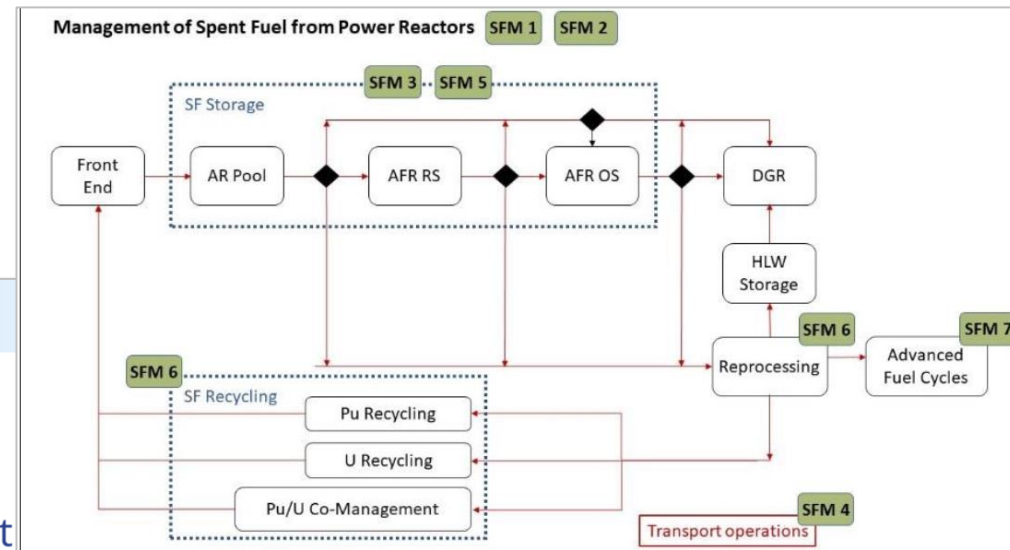 Management of Spent Fuel from Power Reactors SFM 1 SFM 2
SFM 3 SFM 5
SF Storage
Front
End
AR Pool
AFR RS
AFR OS
DGR
HLW
Storage
SFM 6
SFM 7
Reprocessing
Advanced
Fuel Cycles
SFM 6
SF Recycling
Pu Recycling
U Recycling
Pu/U Co-Management
SFM 4
Transport operations
t